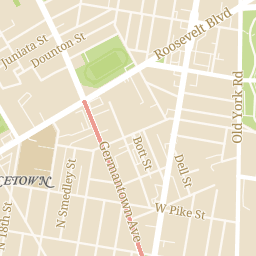 Roosevelt Blvd
Juniata St
Dounton St
Old York Rd
Germantown Ave
Bott St
Dell St
N Smedley St
CETOWN
W Pike St
N 18th St